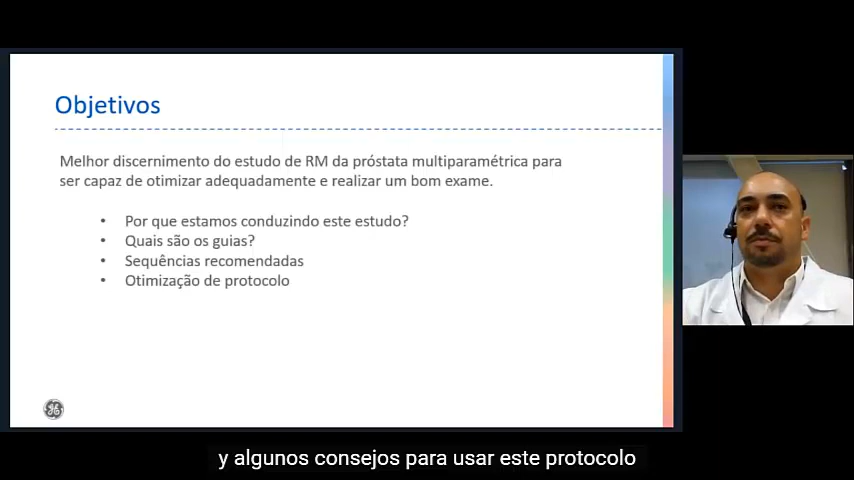 Objetivos
Melhor discernimento do estudo de RM da próstata multiparamétrica para
ser capaz de otimizar adequadamente e realizar um bom exame.
• Por que estamos conduzindo este estudo?
• Quais são os guias?
• Sequências recomendadas
• Otimização de protocolo
y algunos consejos para usar este protocolo